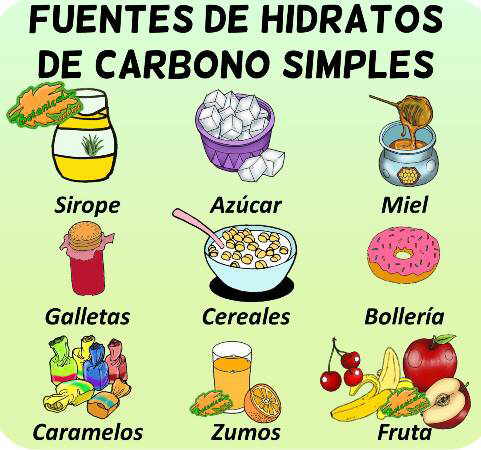 FUENTES DE HIDRATOS
DE CARBONO SIMPLES
Sirope Azúcar Miel
Galletas Cereales Bollería
Caramelos Zumos Fruta